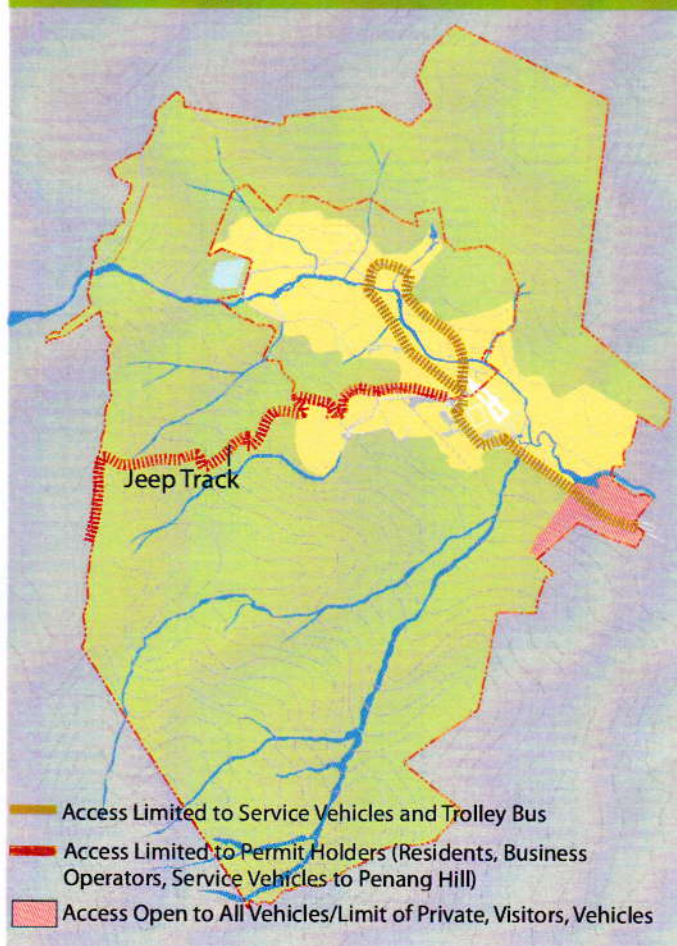 Jeep Track
Access Limited to Service Vehicles and Trolley Bus
Access Limited to Permit Holders (Residents, Business
Operators, Service Vehicles to Penang Hill)
Access Open to All Vehicles/Limit of Private, Visitors, Vehicles